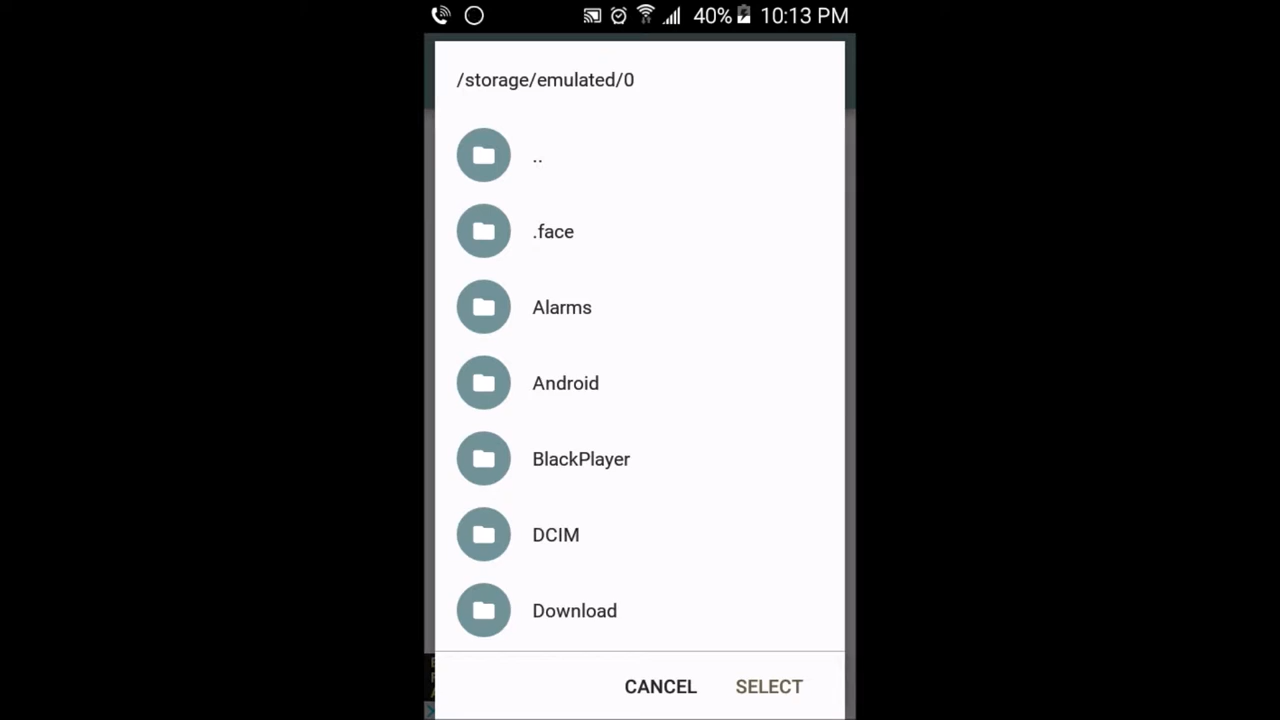 40% 10:13 PM
/storage/emulated/0
..
.face
Alarms
Android
BlackPlayer
DCIM
Download
CANCEL SELECT